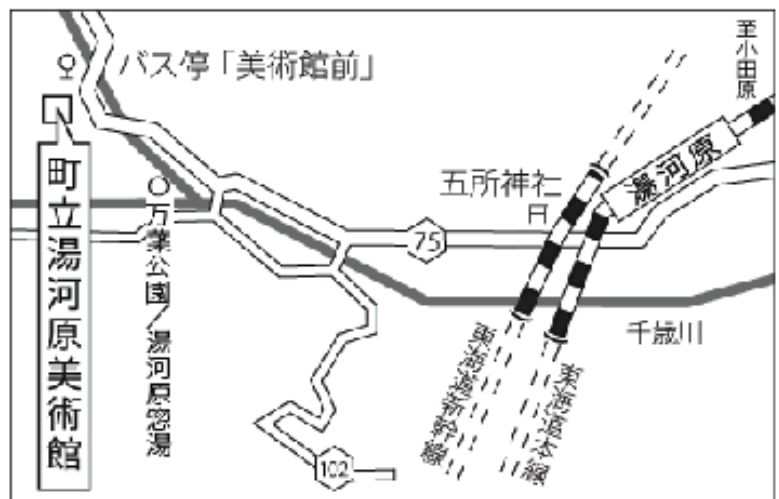 バス停「美術館前」
至小田原
湯河原
五所神社
75
町立湯河原美術館
万葉公園／湯河原惣湯
千歳川
東海道新幹線
東海道本線
102